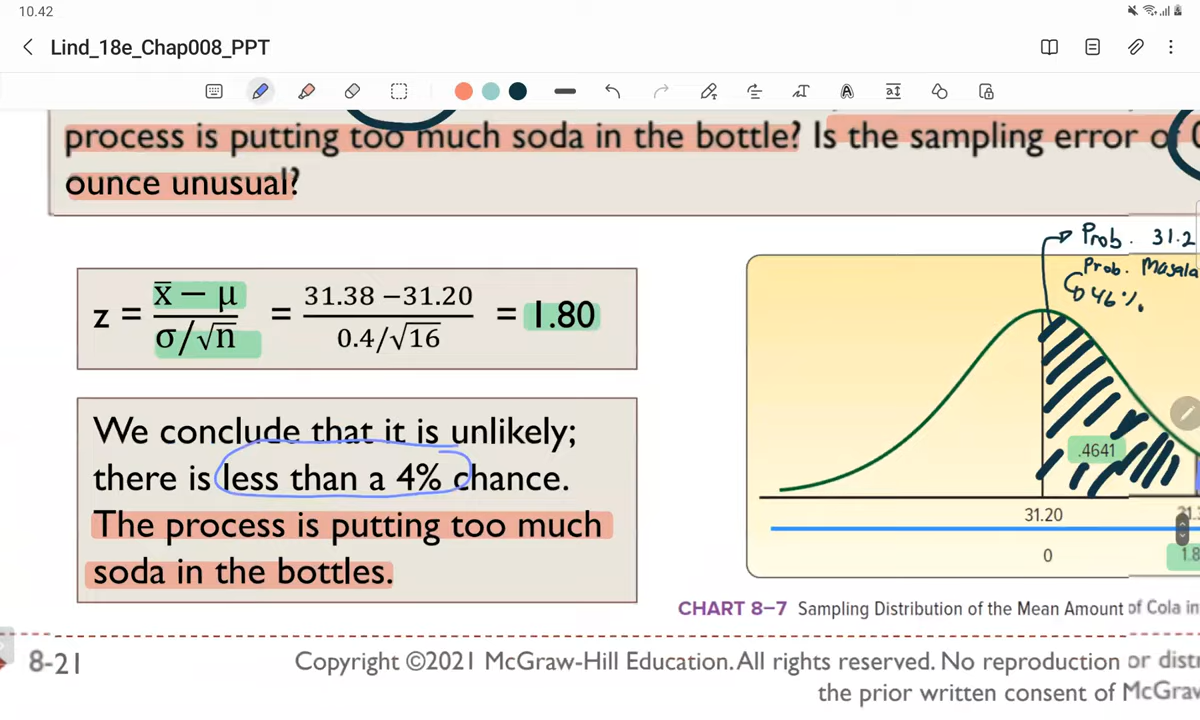 10.42
Lind_18e_Chap008_PPT
process is putting too much soda in the bottle? Is the sampling error of
ounce unusual?
Prob. 31.2
Prob. Masala
46%
z = x̄ − μ / σ/√n = 31.38 −31.20 / 0.4/√16 = 1.80
We conclude that it is unlikely;
there is less than a 4% chance.
The process is putting too much
soda in the bottles.
.4641
31.20
0
1.8
CHART 8–7 Sampling Distribution of the Mean Amount of Cola in
8-21
Copyright ©2021 McGraw-Hill Education. All rights reserved. No reproduction or distr
the prior written consent of McGraw